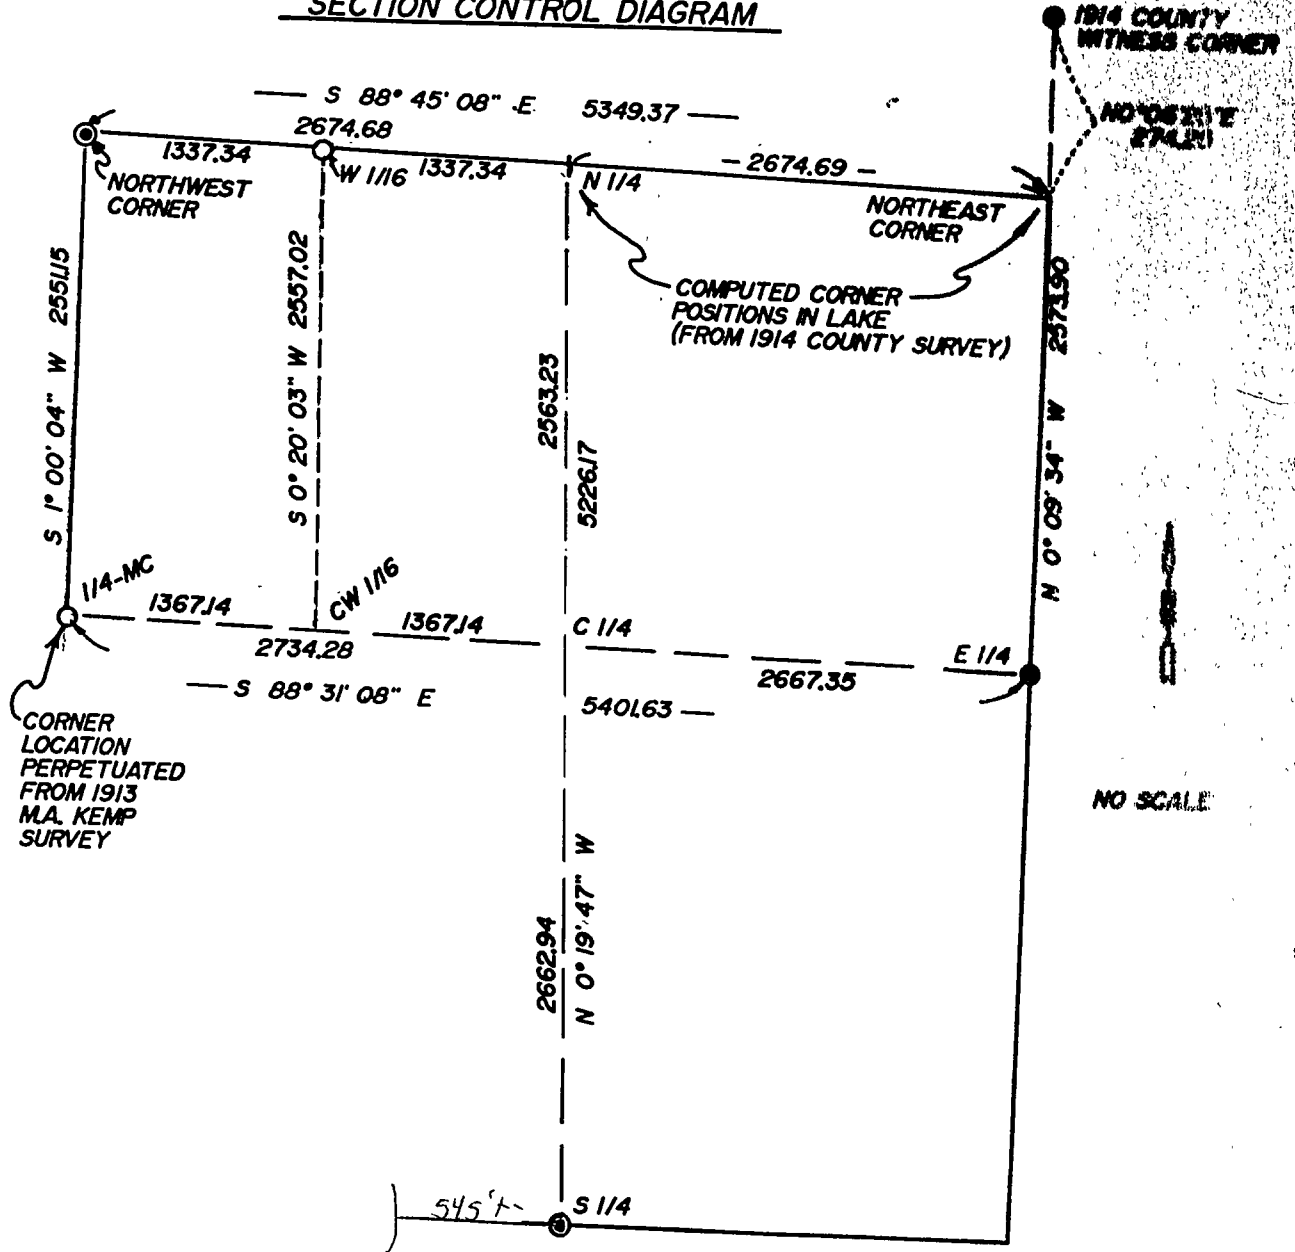 SECTION CONTROL DIAGRAM
1914 COUNTY
WITNESS CORNER
S 88° 45' 08" E 5349.37
2674.68
1337.34
W 1/16
1337.34
N 1/4
2674.69
NORTHWEST
CORNER
NORTHEAST
CORNER
COMPUTED CORNER
POSITIONS IN LAKE
(FROM 1914 COUNTY SURVEY)
S 1° 00' 04" W 2551.15
S 0° 20' 03" W 2557.02
2563.23
5226.17
N 0° 09' 34" W 2573.90
1/4-MC
1367.14
CW 1/16
1367.14
C 1/4
E 1/4
2734.28
2667.35
S 88° 31' 08" E
5401.63
CORNER
LOCATION
PERPETUATED
FROM 1913
M.A. KEMP
SURVEY
NO SCALE
2662.94
N 0° 19' 47" W
545'+-
S 1/4